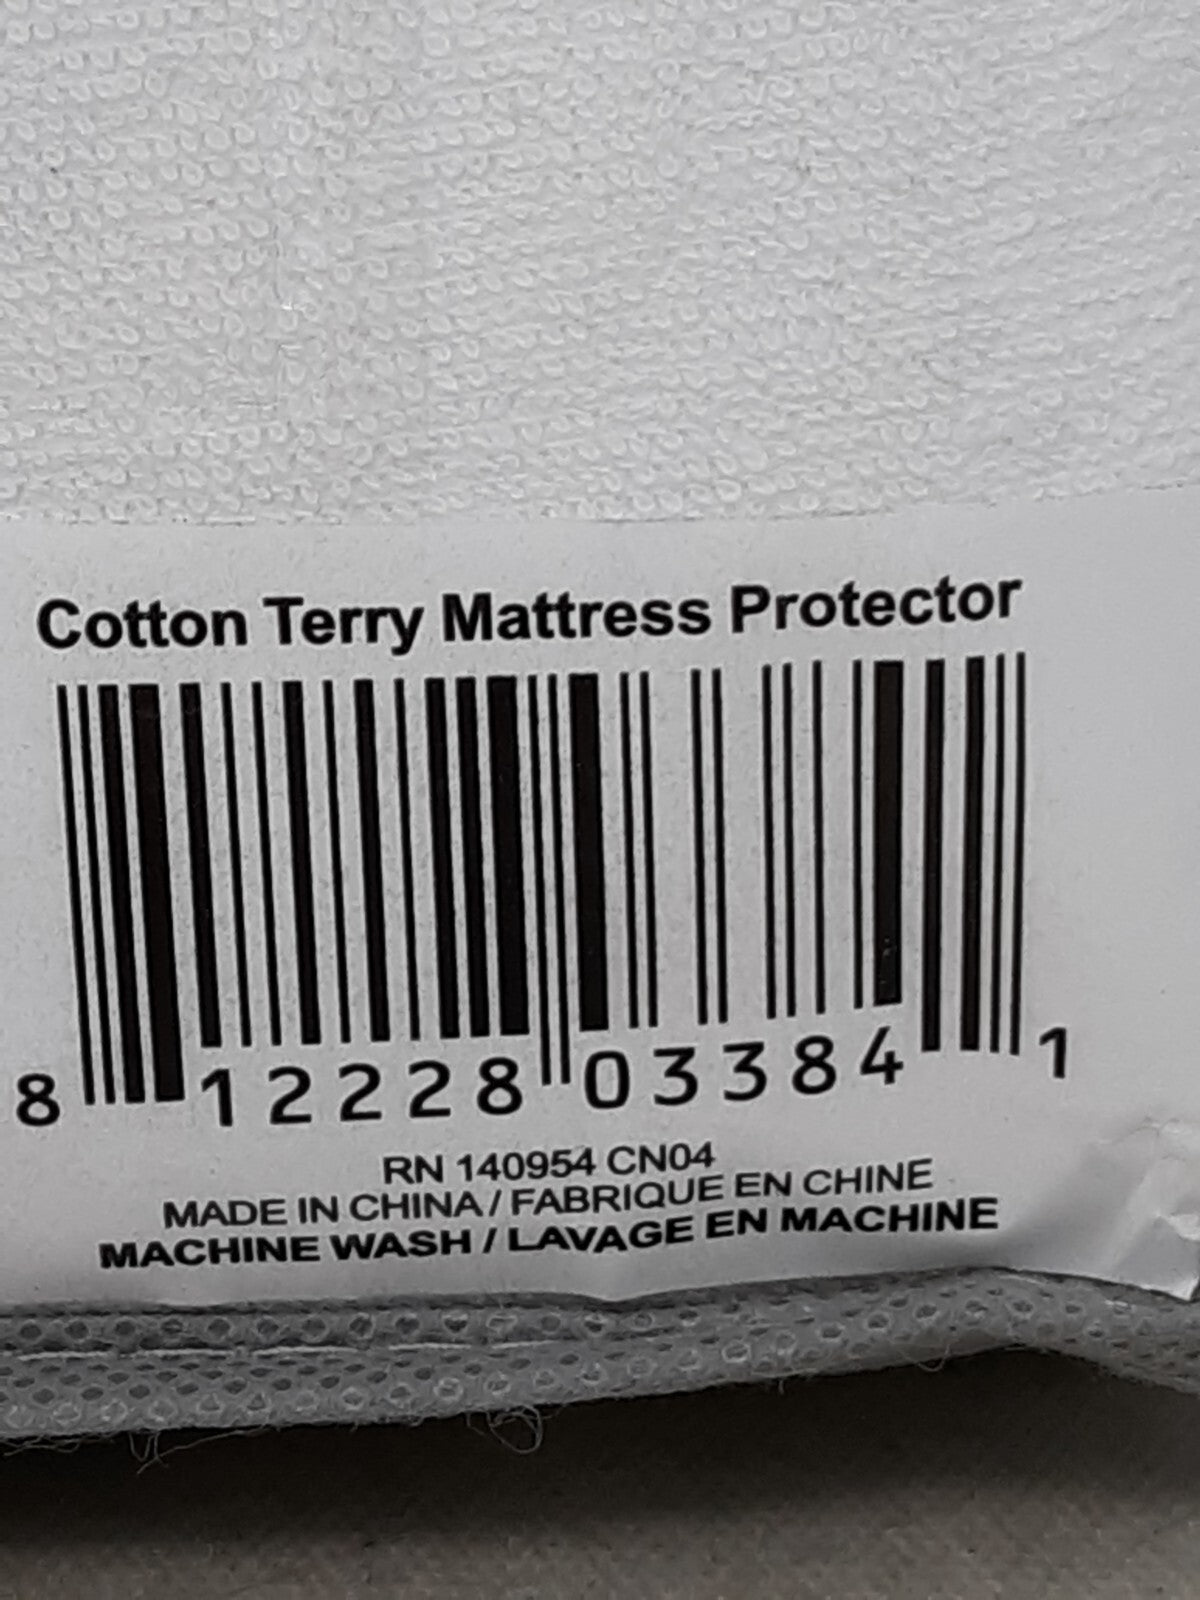 Cotton Terry Mattress Protector
8 12228 03384 1
RN 140954 CN04
MADE IN CHINA / FABRIQUE EN CHINE
MACHINE WASH / LAVAGE EN MACHINE